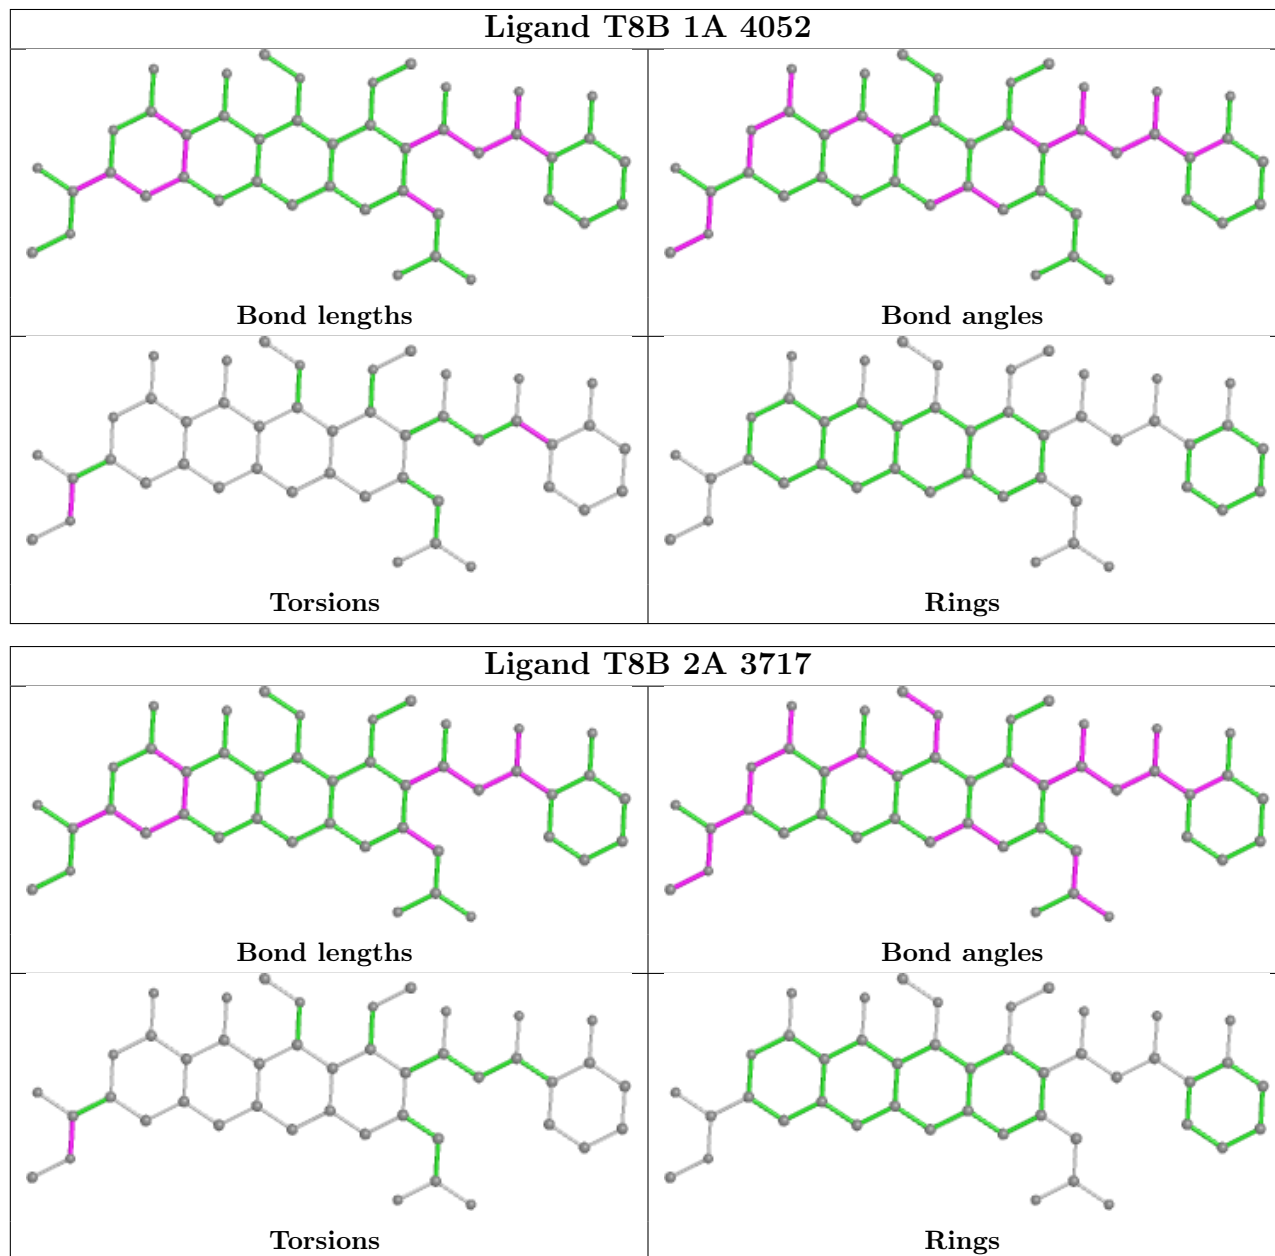 Ligand T8B 1A 4052
Bond lengths
Bond angles
Torsions
Rings
Ligand T8B 2A 3717
Bond lengths
Bond angles
Torsions
Rings